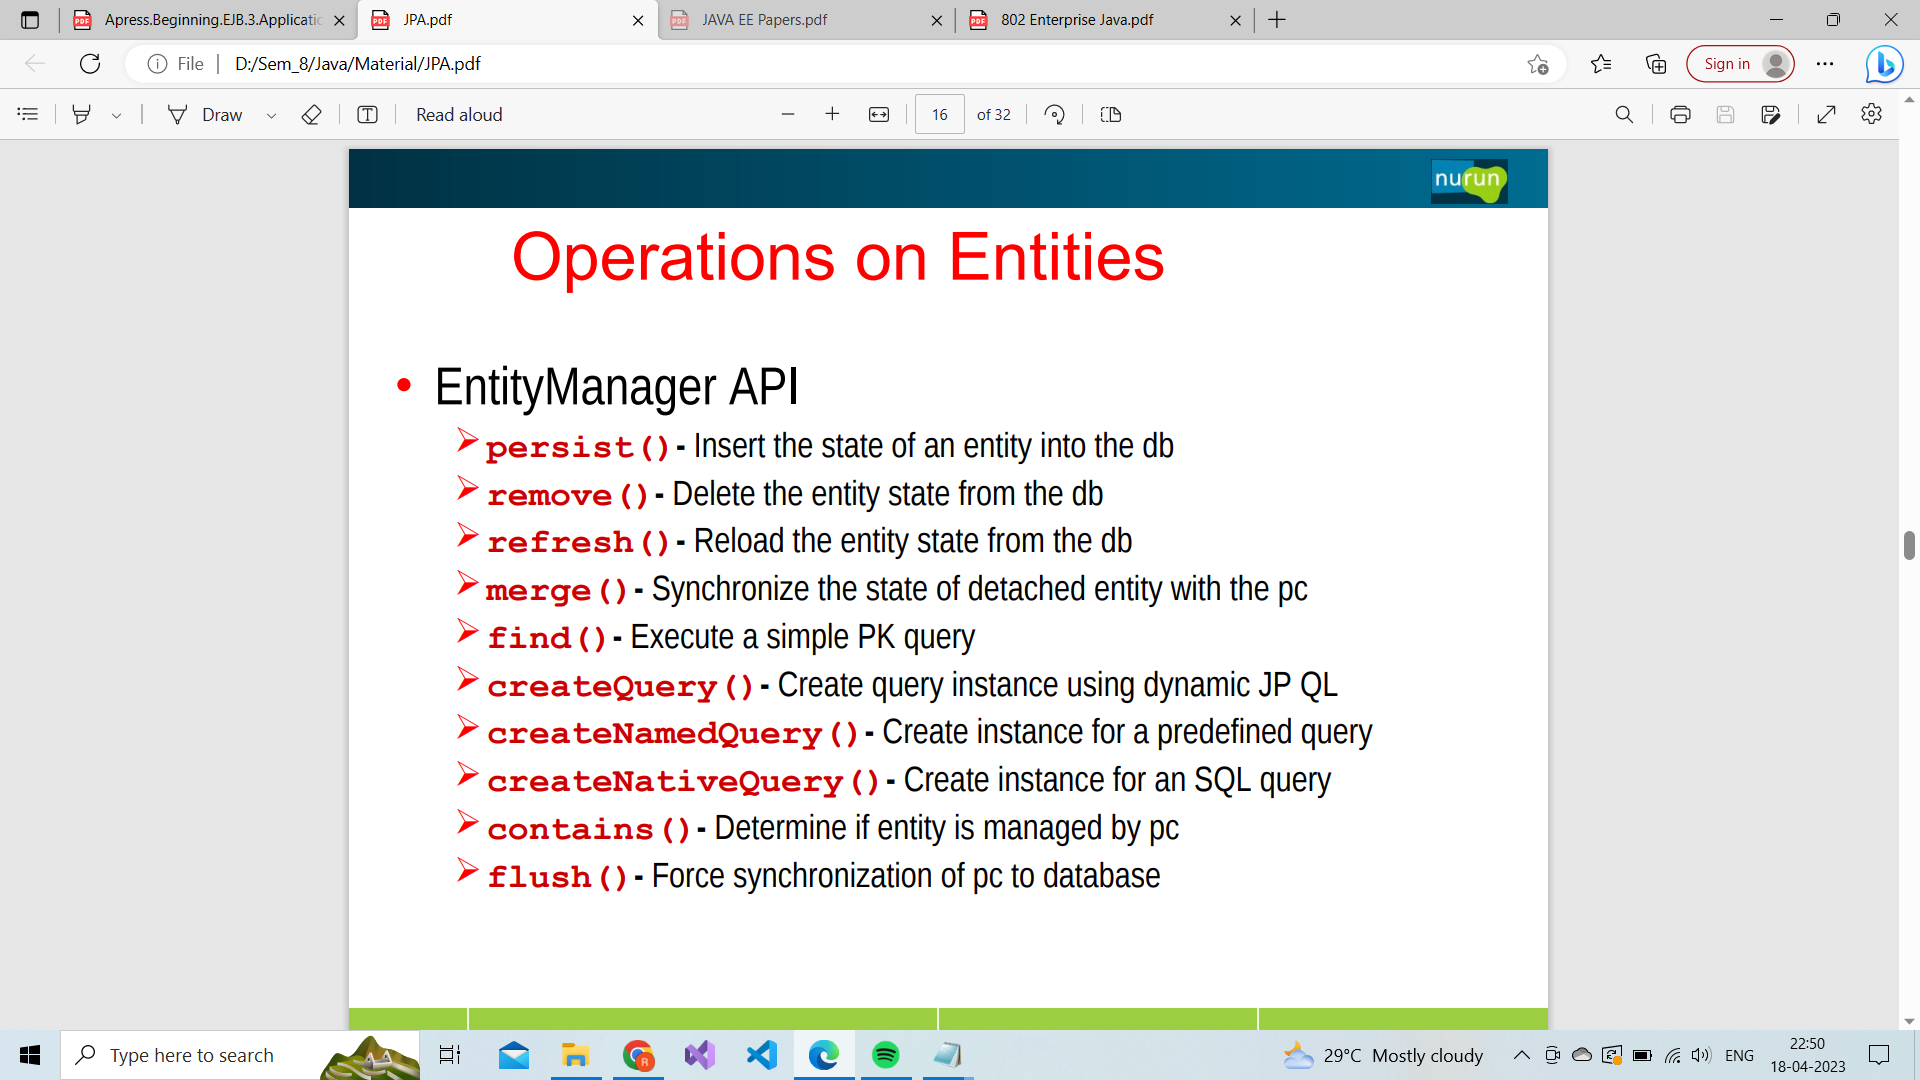 Apress.Beginning.EJB.3.Applicatic
JPA.pdf
JAVA EE Papers.pdf
802 Enterprise Java.pdf
File
D:/Sem_8/Java/Material/JPA.pdf
Sign in
Draw
Read aloud
16
of 32
nurun
Operations on Entities
• EntityManager API
persist()- Insert the state of an entity into the db
remove()- Delete the entity state from the db
refresh()- Reload the entity state from the db
merge()- Synchronize the state of detached entity with the pc
find()- Execute a simple PK query
createQuery()- Create query instance using dynamic JP QL
createNamedQuery()- Create instance for a predefined query
createNativeQuery()- Create instance for an SQL query
contains()- Determine if entity is managed by pc
flush()- Force synchronization of pc to database
Type here to search
29°C Mostly cloudy
ENG
22:50
18-04-2023